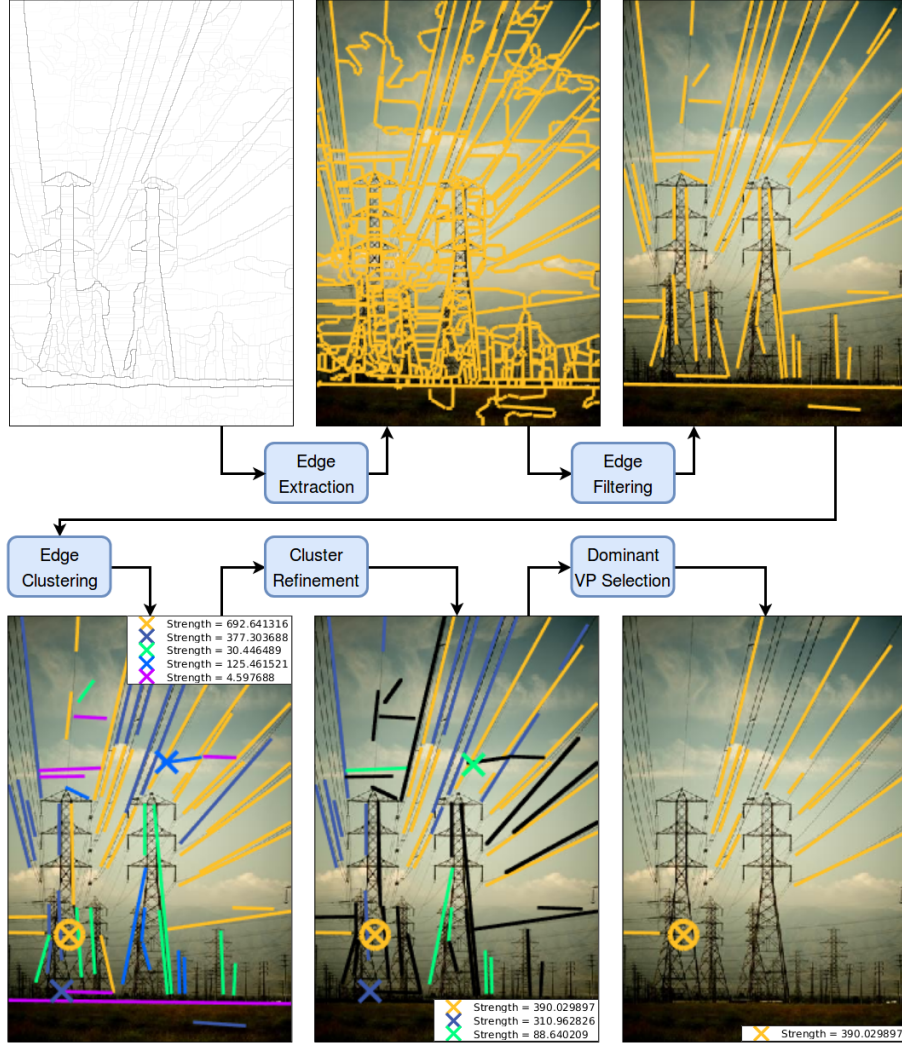 Edge
Extraction
Edge
Filtering
Edge
Clustering
Cluster
Refinement
Dominant
VP Selection
Strength = 692.641316
Strength = 377.303688
Strength = 30.446489
Strength = 125.461521
Strength = 4.597688
Strength = 390.029897
Strength = 310.962826
Strength = 88.640209
Strength = 390.029897